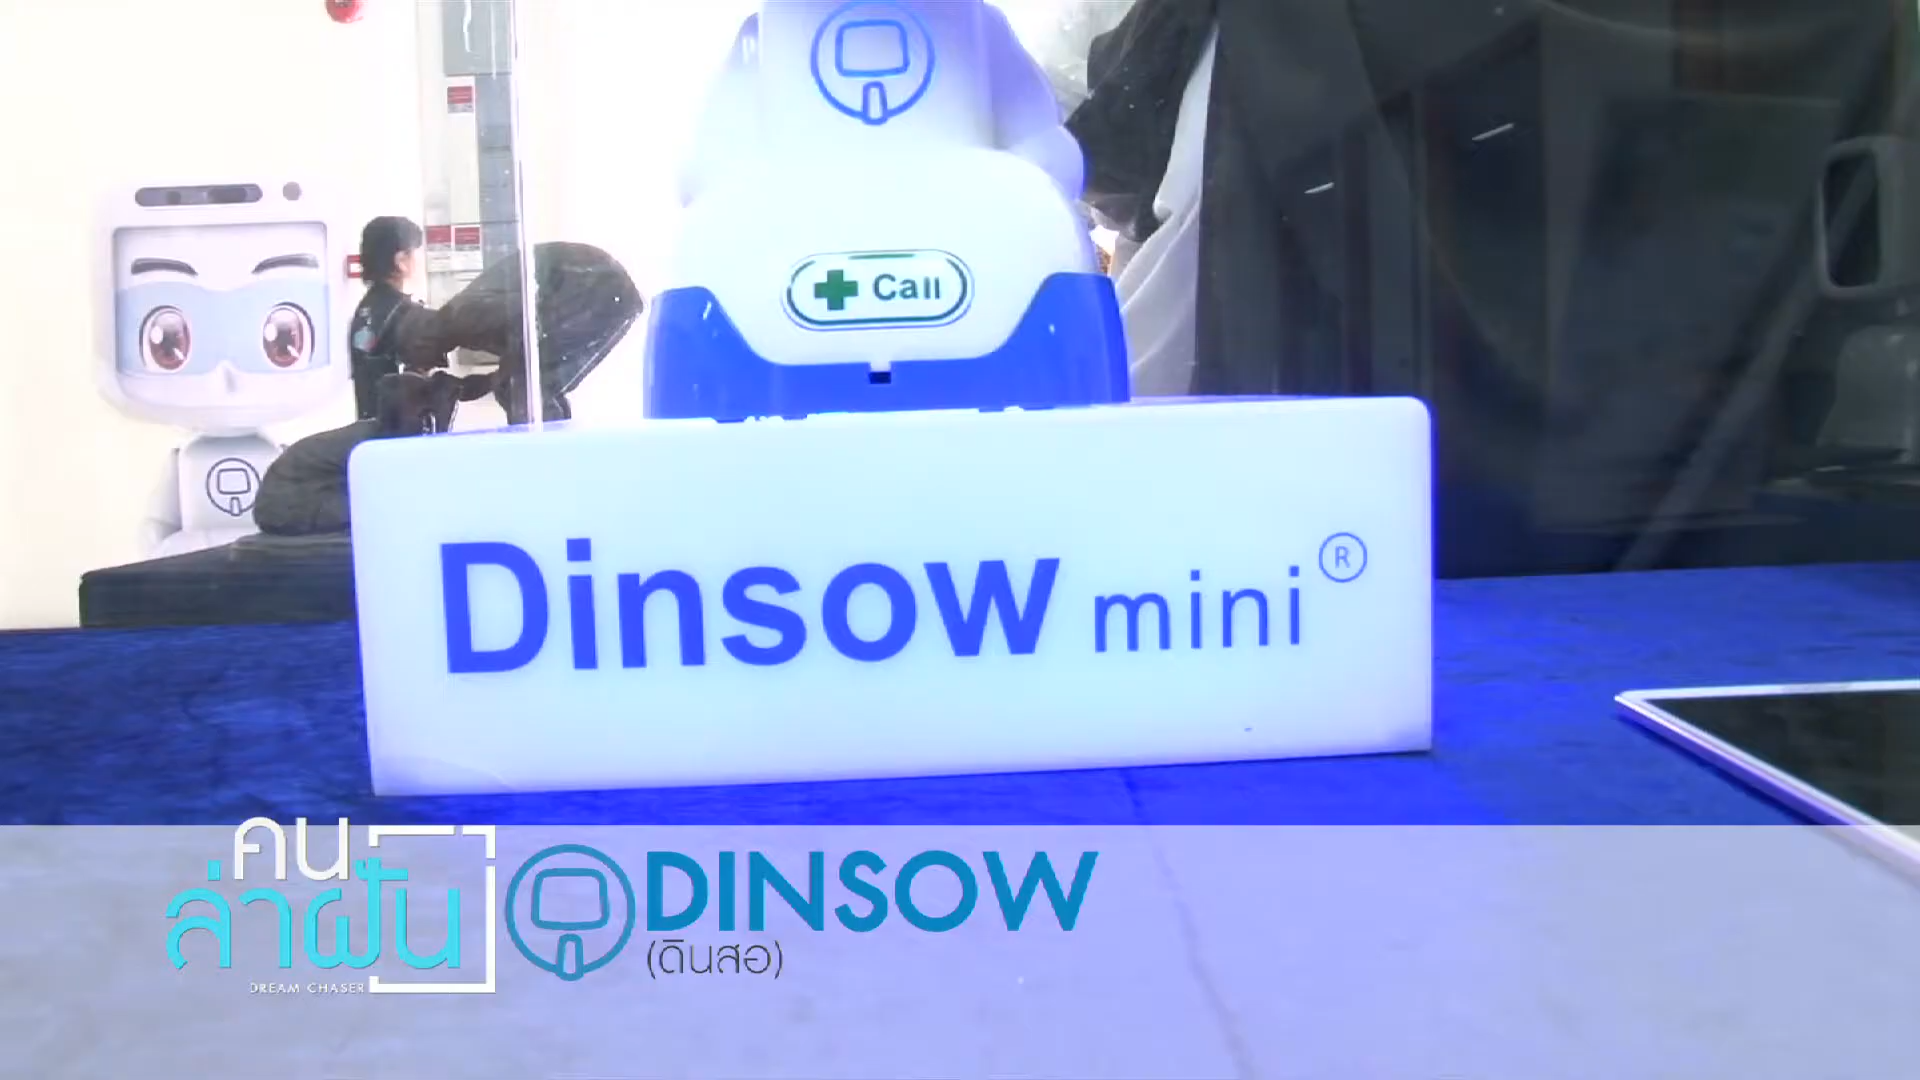 Call
Dinsow mini ®
คน
ล่าฝัน
DREAM CHASER
DINSOW
(ดินสอ)